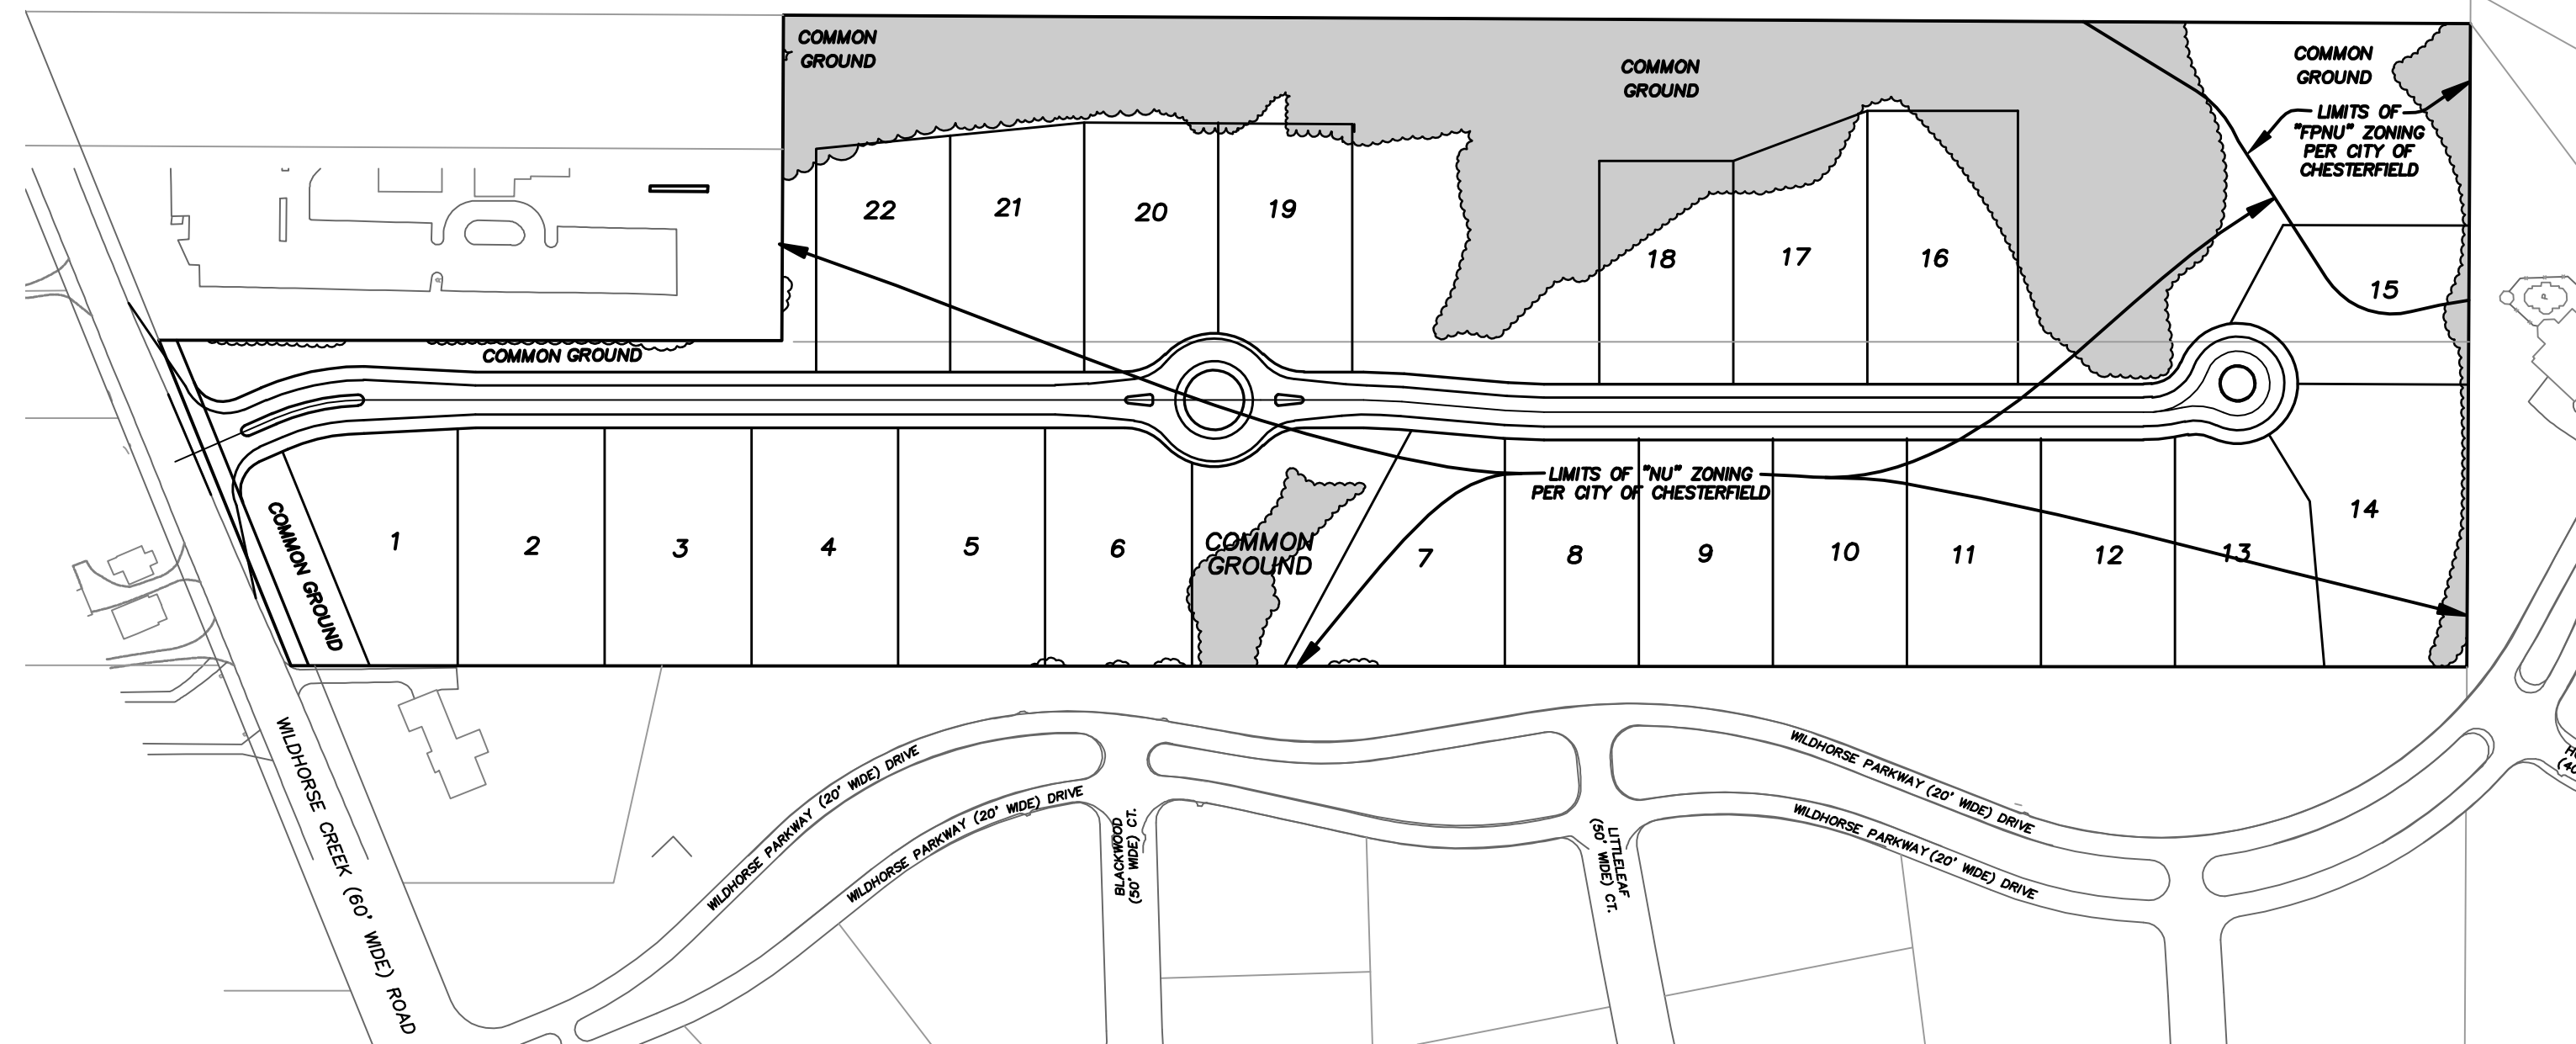 COMMON
GROUND
COMMON
GROUND
COMMON
GROUND
LIMITS OF
"FPNU" ZONING
PER CITY OF
CHESTERFIELD
22
21
20
19
18
17
16
15
COMMON GROUND
LIMITS OF "NU" ZONING
PER CITY OF CHESTERFIELD
COMMON GROUND
1
2
3
4
5
6
COMMON
GROUND
7
8
9
10
11
12
13
14
WILDHORSE CREEK (60' WIDE) ROAD
WILDHORSE PARKWAY (20' WIDE) DRIVE
WILDHORSE PARKWAY (20' WIDE) DRIVE
BLACKWOOD
(50' WIDE) CT.
LITTLELEAF
(50' WIDE) CT.
WILDHORSE PARKWAY (20' WIDE) DRIVE
WILDHORSE PARKWAY (20' WIDE) DRIVE